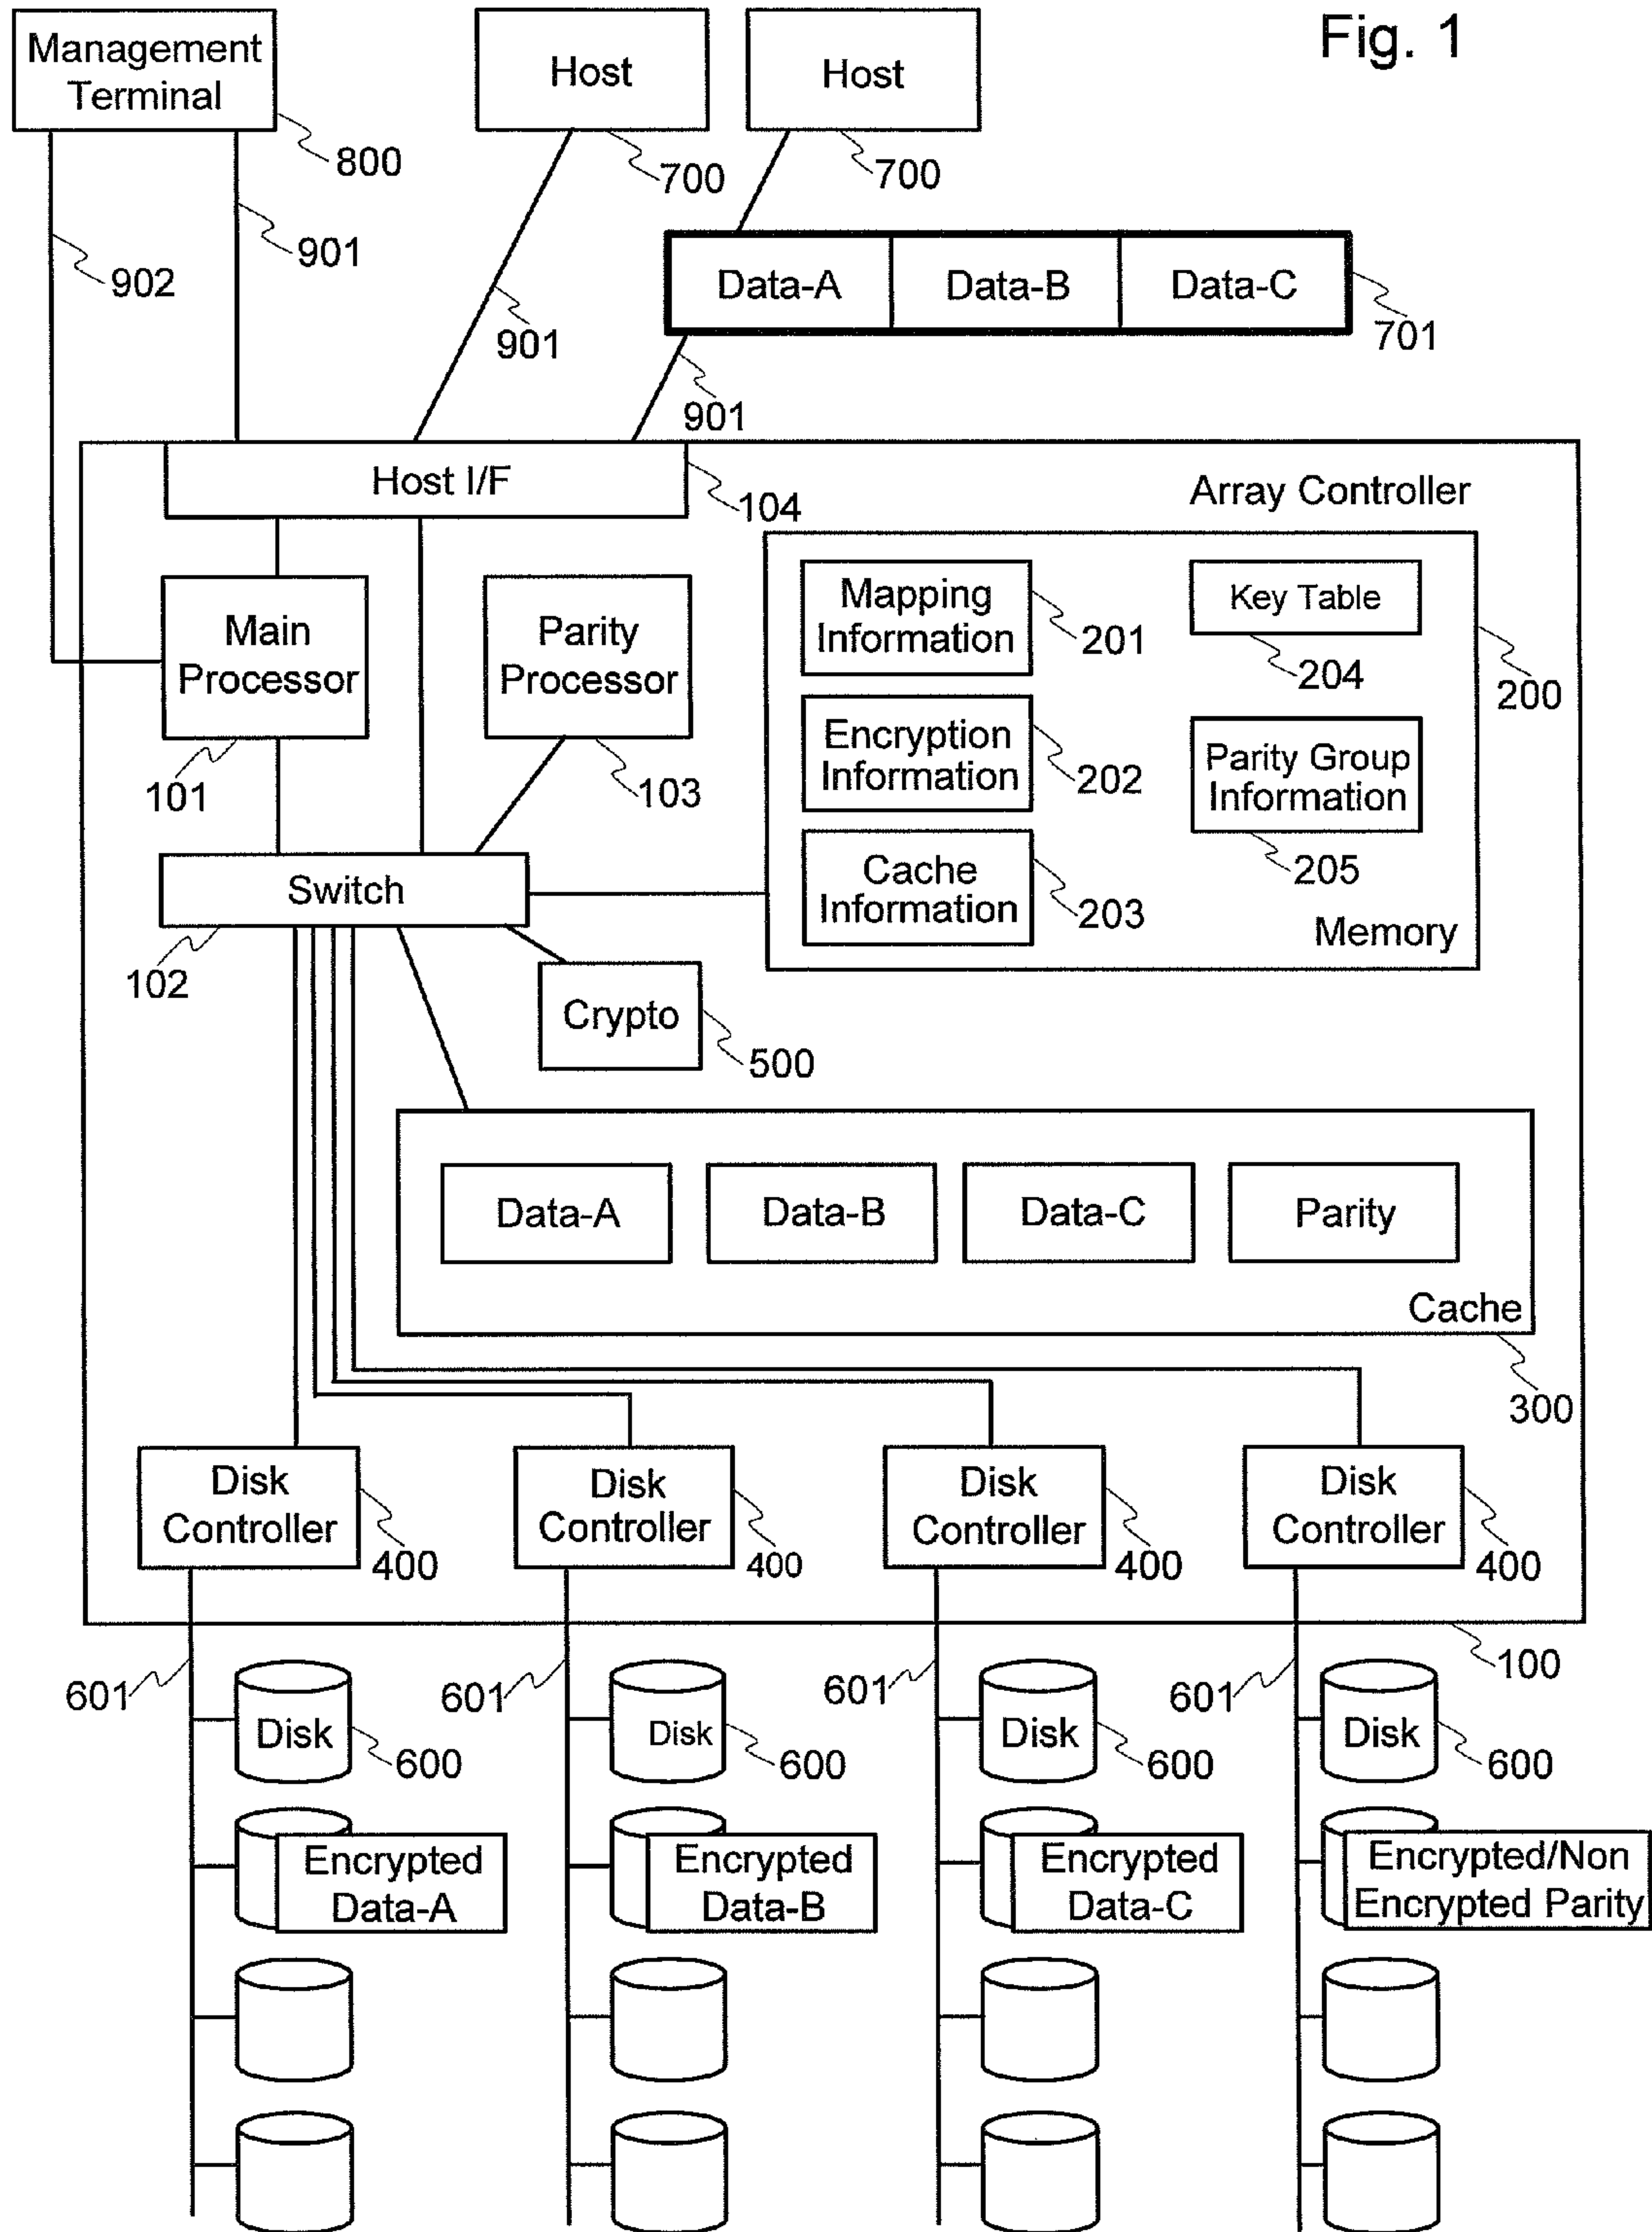 Fig. 1
Management
Terminal
800
Host
700
Host
700
902
901
901
Data-A
Data-B
Data-C
701
901
Host I/F
104
Array Controller
Main
Processor
101
Parity
Processor
103
Mapping
Information
201
Key Table
204
200
Encryption
Information
202
Parity Group
Information
205
Cache
Information
203
Memory
Switch
102
Crypto
500
Data-A
Data-B
Data-C
Parity
Cache
300
Disk
Controller
400
Disk
Controller
400
Disk
Controller
400
Disk
Controller
400
100
601
Disk
600
601
Disk
600
601
Disk
600
601
Disk
600
Encrypted
Data-A
Encrypted
Data-B
Encrypted
Data-C
Encrypted/Non
Encrypted Parity